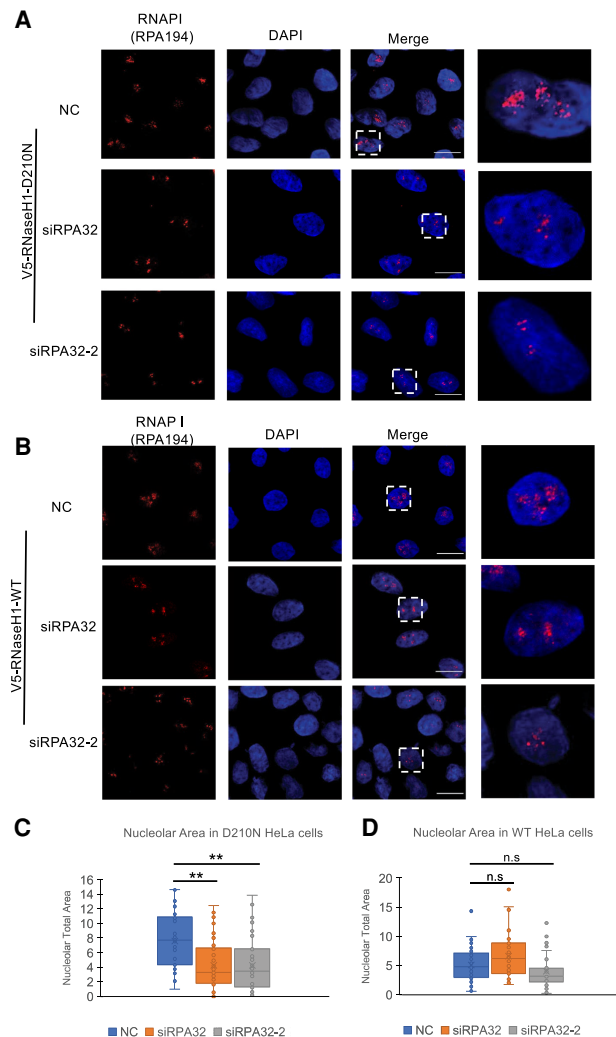 A
RNAPI
(RPA194)
DAPI
Merge
NC
V5-RNaseH1-D210N
siRPA32
siRPA32-2
B
RNAP I
(RPA194)
DAPI
Merge
NC
V5-RNaseH1-WT
siRPA32
siRPA32-2
C
Nucleolar Area in D210N HeLa cells
**
**
Nucleolar Total Area
16
14
12
10
8
6
4
2
0
NC siRPA32 siRPA32-2
D
Nucleolar Area in WT HeLa cells
n.s
n.s
Nucleolar Total Area
20
15
10
5
0
NC siRPA32 siRPA32-2